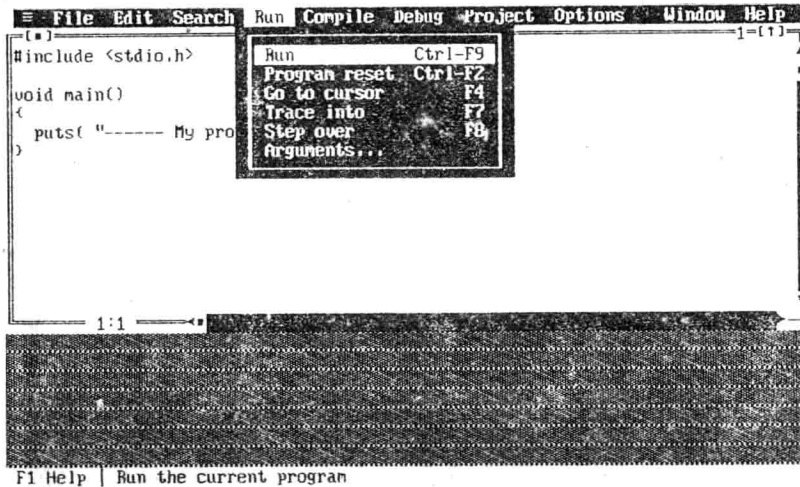 ≡ File Edit Search Run Compile Debug Project Options Window Help
[■] 1=[↑]
#include <stdio.h>
void main()
{
puts( "------ My pro
}
Run Ctrl-F9
Program reset Ctrl-F2
Go to cursor F4
Trace into F7
Step over F8
Arguments...
1:1
F1 Help | Run the current program